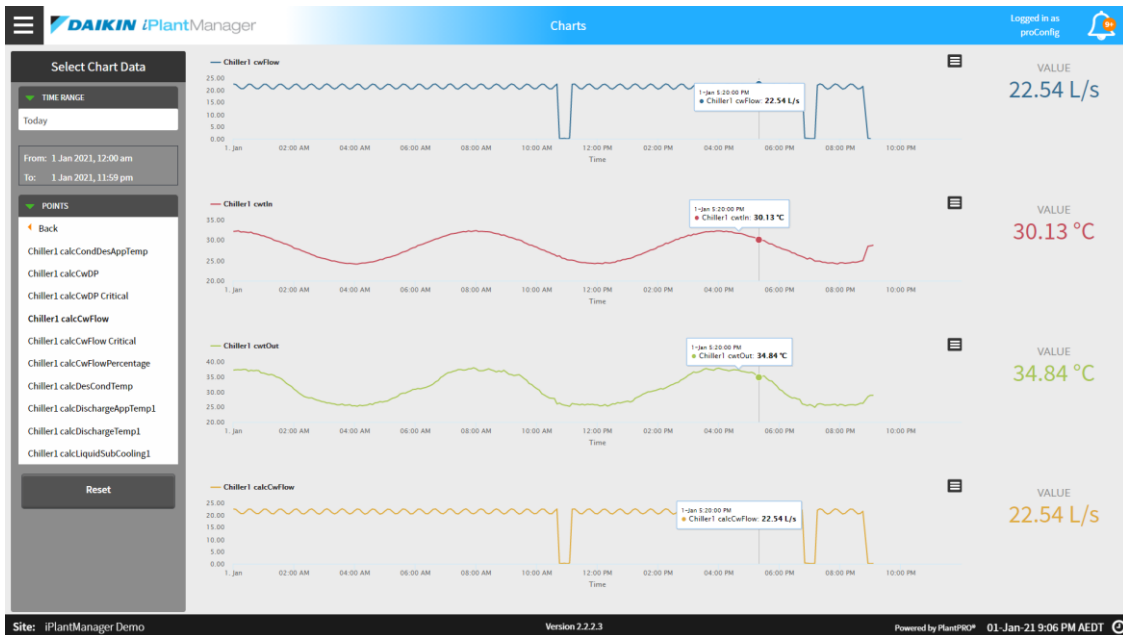 DAIKIN iPlantManager
Charts
Logged in as
proConfig
9+
Select Chart Data
TIME RANGE
Today
From: 1 Jan 2021, 12:00 am
To: 1 Jan 2021, 11:59 pm
POINTS
Back
Chiller1 calcCondDesAppTemp
Chiller1 calcCwDP
Chiller1 calcCwDP Critical
Chiller1 calcCwFlow
Chiller1 calcCwFlow Critical
Chiller1 calcCwFlowPercentage
Chiller1 calcDesCondTemp
Chiller1 calcDischargeAppTemp1
Chiller1 calcDischargeTemp1
Chiller1 calcLiquidSubCooling1
Reset
Chiller1 cwFlow
25.00
20.00
15.00
10.00
5.00
0.00
1-Jan 5:20:00 PM
Chiller1 cwFlow: 22.54 L/s
1. Jan 02:00 AM 04:00 AM 06:00 AM 08:00 AM 10:00 AM 12:00 PM 02:00 PM 04:00 PM 06:00 PM 08:00 PM 10:00 PM
Time
VALUE
22.54 L/s
Chiller1 cwtIn
35.00
30.00
25.00
20.00
1-Jan 5:20:00 PM
Chiller1 cwtIn: 30.13 °C
1. Jan 02:00 AM 04:00 AM 06:00 AM 08:00 AM 10:00 AM 12:00 PM 02:00 PM 04:00 PM 06:00 PM 08:00 PM 10:00 PM
Time
VALUE
30.13 °C
Chiller1 cwtOut
40.00
35.00
30.00
25.00
20.00
1-Jan 5:20:00 PM
Chiller1 cwtOut: 34.84 °C
1. Jan 02:00 AM 04:00 AM 06:00 AM 08:00 AM 10:00 AM 12:00 PM 02:00 PM 04:00 PM 06:00 PM 08:00 PM 10:00 PM
Time
VALUE
34.84 °C
Chiller1 calcCwFlow
25.00
20.00
15.00
10.00
5.00
0.00
1-Jan 5:20:00 PM
Chiller1 calcCwFlow: 22.54 L/s
1. Jan 02:00 AM 04:00 AM 06:00 AM 08:00 AM 10:00 AM 12:00 PM 02:00 PM 04:00 PM 06:00 PM 08:00 PM 10:00 PM
Time
VALUE
22.54 L/s
Site: iPlantManager Demo
Version 2.2.2.3
Powered by PlantPRO® 01-Jan-21 9:06 PM AEDT